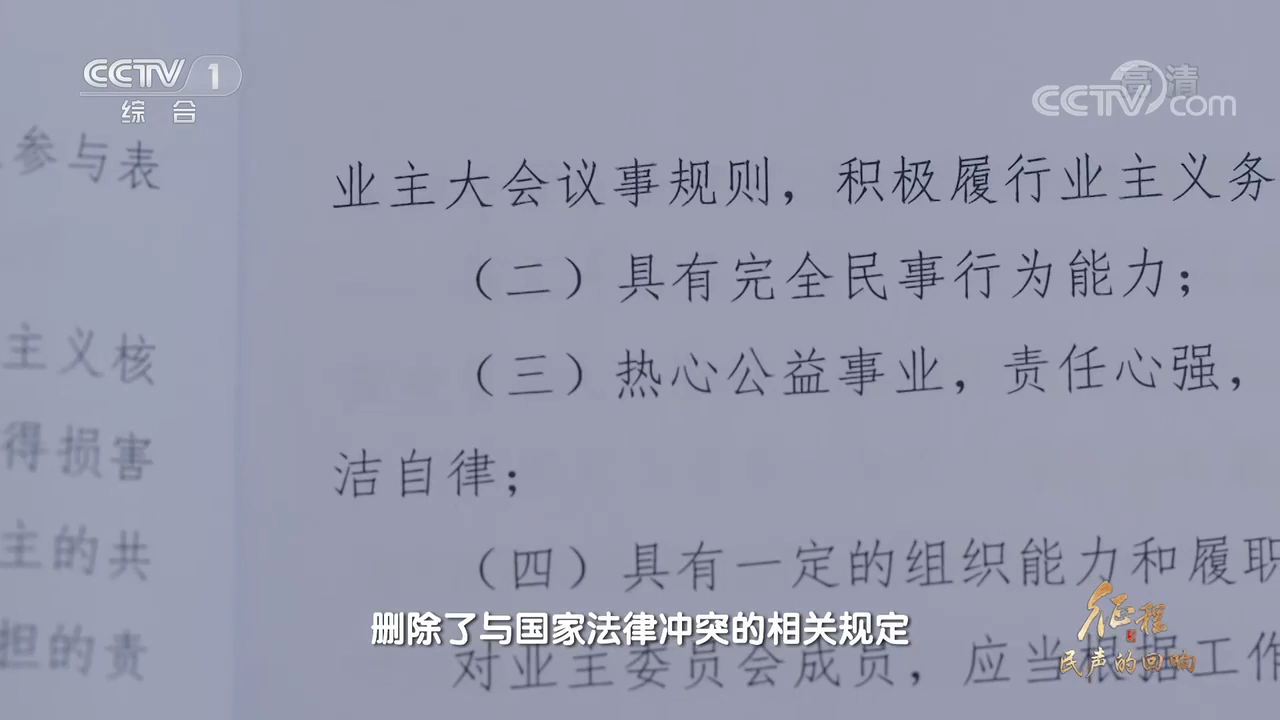 CCTV 1
综合
高清
CCTV.com
参与表
主义核
得损害
主的共
担的责
业主大会议事规则，积极履行业主义务
（二）具有完全民事行为能力；
（三）热心公益事业，责任心强，
洁自律；
（四）具有一定的组织能力和履职
删除了与国家法律冲突的相关规定
对业主委员会成员，应当根据工作
征程
民声的回响